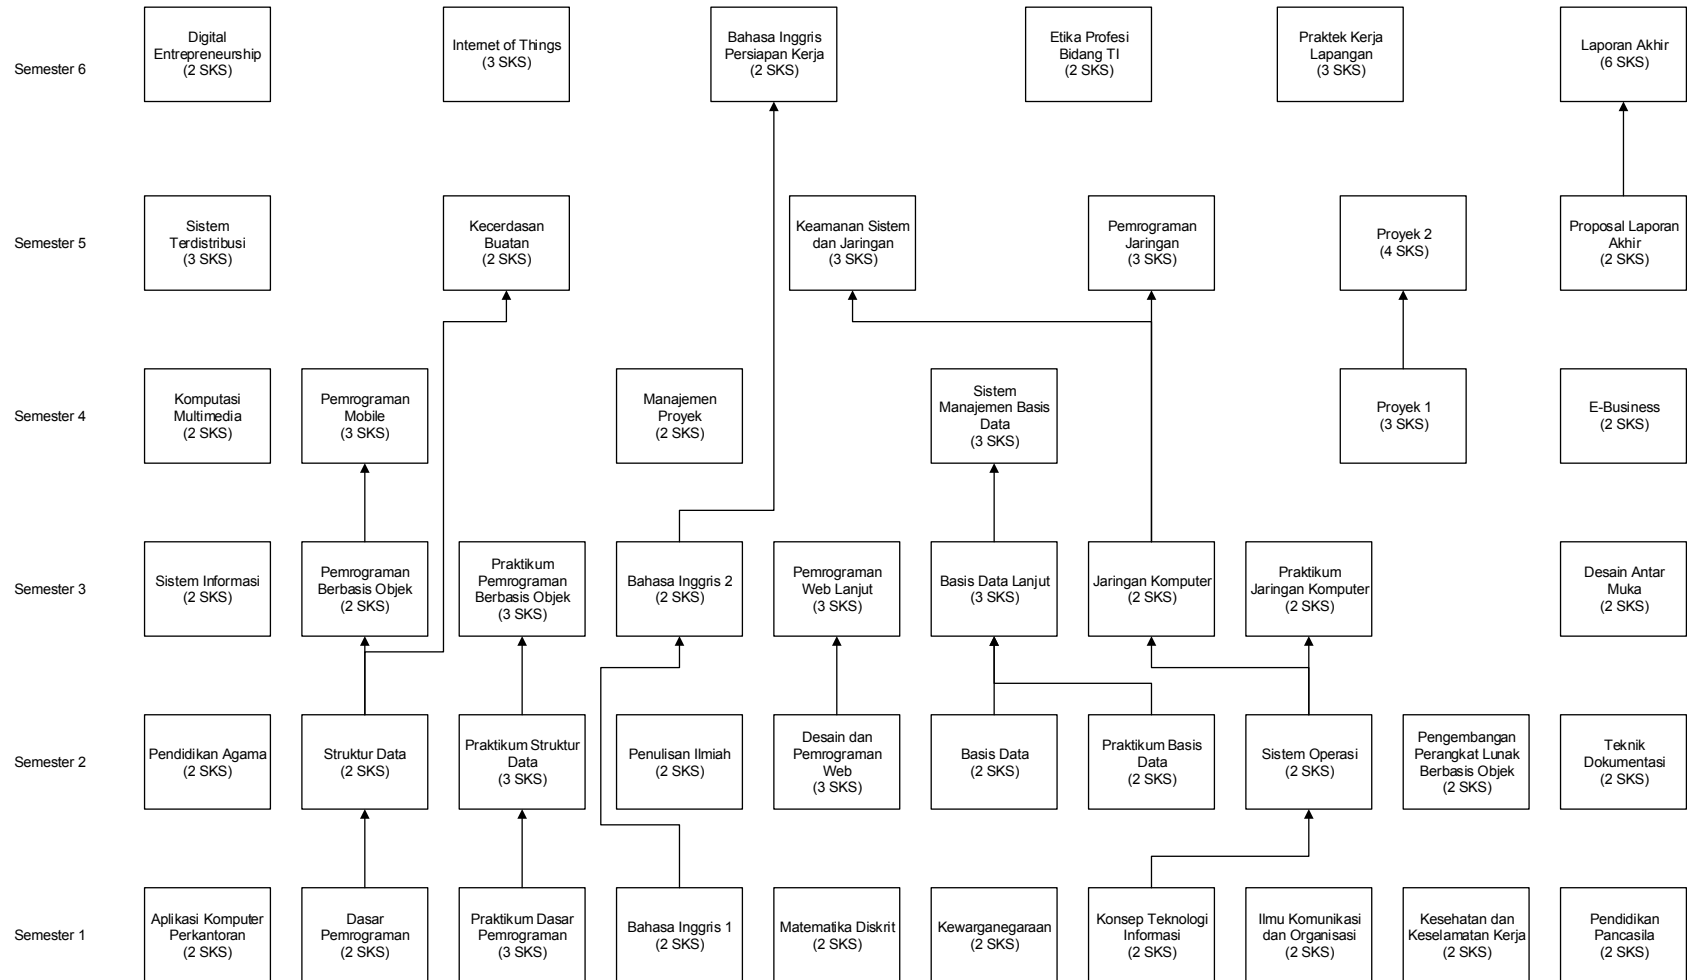 Semester 6
Digital
Entrepreneurship
(2 SKS)
Internet of Things
(3 SKS)
Bahasa Inggris
Persiapan Kerja
(2 SKS)
Etika Profesi
Bidang TI
(2 SKS)
Praktek Kerja
Lapangan
(3 SKS)
Laporan Akhir
(6 SKS)
Semester 5
Sistem
Terdistribusi
(3 SKS)
Kecerdasan
Buatan
(2 SKS)
Keamanan Sistem
dan Jaringan
(3 SKS)
Pemrograman
Jaringan
(3 SKS)
Proyek 2
(4 SKS)
Proposal Laporan
Akhir
(2 SKS)
Semester 4
Komputasi
Multimedia
(2 SKS)
Pemrograman
Mobile
(3 SKS)
Manajemen
Proyek
(2 SKS)
Sistem
Manajemen Basis
Data
(3 SKS)
Proyek 1
(3 SKS)
E-Business
(2 SKS)
Semester 3
Sistem Informasi
(2 SKS)
Pemrograman
Berbasis Objek
(2 SKS)
Praktikum
Pemrograman
Berbasis Objek
(3 SKS)
Bahasa Inggris 2
(2 SKS)
Pemrograman
Web Lanjut
(3 SKS)
Basis Data Lanjut
(3 SKS)
Jaringan Komputer
(2 SKS)
Praktikum
Jaringan Komputer
(2 SKS)
Desain Antar
Muka
(2 SKS)
Semester 2
Pendidikan Agama
(2 SKS)
Struktur Data
(2 SKS)
Praktikum Struktur
Data
(3 SKS)
Penulisan Ilmiah
(2 SKS)
Desain dan
Pemrograman
Web
(3 SKS)
Basis Data
(2 SKS)
Praktikum Basis
Data
(2 SKS)
Sistem Operasi
(2 SKS)
Pengembangan
Perangkat Lunak
Berbasis Objek
(2 SKS)
Teknik
Dokumentasi
(2 SKS)
Semester 1
Aplikasi Komputer
Perkantoran
(2 SKS)
Dasar
Pemrograman
(2 SKS)
Praktikum Dasar
Pemrograman
(3 SKS)
Bahasa Inggris 1
(2 SKS)
Matematika Diskrit
(2 SKS)
Kewarganegaraan
(2 SKS)
Konsep Teknologi
Informasi
(2 SKS)
Ilmu Komunikasi
dan Organisasi
(2 SKS)
Kesehatan dan
Keselamatan Kerja
(2 SKS)
Pendidikan
Pancasila
(2 SKS)